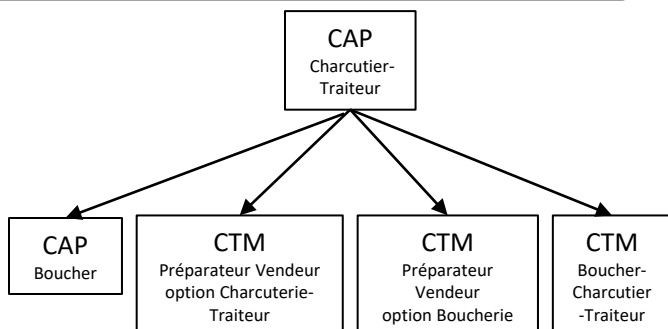 CAP
Charcutier-
Traiteur
CAP
Boucher
CTM
Préparateur Vendeur
option Charcuterie-
Traiteur
CTM
Préparateur
Vendeur
option Boucherie
CTM
Boucher-
Charcutier
-Traiteur